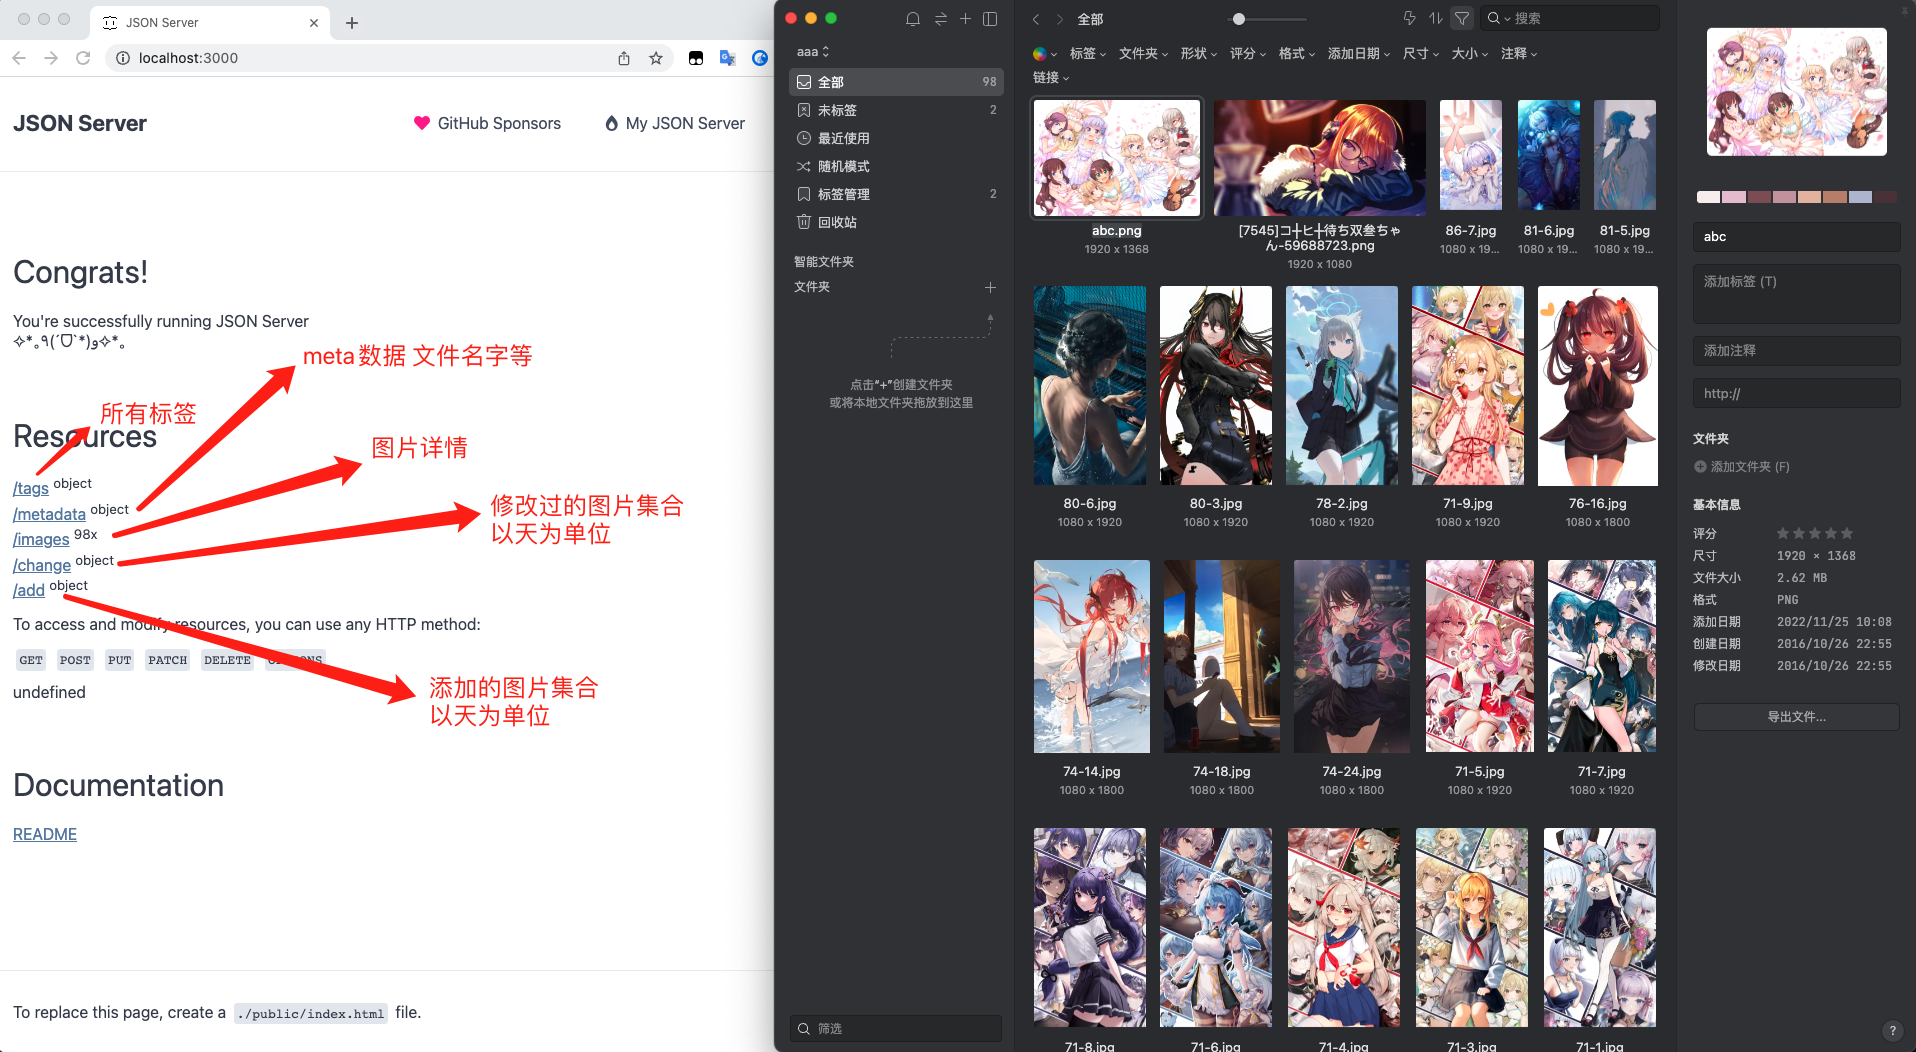 JSON Server
localhost:3000
JSON Server
GitHub Sponsors
My JSON Server
Congrats!
You're successfully running JSON Server
✧*｡٩(ˊᗜˋ*)و✧*｡
meta数据 文件名字等
所有标签
Resources
图片详情
/tags object
/metadata object
修改过的图片集合
以天为单位
/images 98x
/change object
/add object
To access and modify resources, you can use any HTTP method:
GET POST PUT PATCH DELETE OPTIONS
undefined
添加的图片集合
以天为单位
Documentation
README
To replace this page, create a ./public/index.html file.
aaa
全部 98
未标签 2
最近使用
随机模式
标签管理 2
回收站
智能文件夹
文件夹
点击“+”创建文件夹
或将本地文件夹拖放到这里
筛选
全部
搜索
标签 文件夹 形状 评分 格式 添加日期 尺寸 大小 注释
链接
abc.png
1920 x 1368
[7545]コ╋ヒ╋待ち双叁ちゃ
ん-59688723.png
1920 x 1080
86-7.jpg
1080 x 19...
81-6.jpg
1080 x 19...
81-5.jpg
1080 x 19...
80-6.jpg
1080 x 1920
80-3.jpg
1080 x 1920
78-2.jpg
1080 x 1920
71-9.jpg
1080 x 1920
76-16.jpg
1080 x 1800
74-14.jpg
1080 x 1800
74-18.jpg
1080 x 1800
74-24.jpg
1080 x 1800
71-5.jpg
1080 x 1920
71-7.jpg
1080 x 1920
71-8.jpg
71-6.jpg
71-4.jpg
71-3.jpg
71-1.jpg
abc
添加标签 (T)
添加注释
http://
文件夹
添加文件夹 (F)
基本信息
评分
尺寸 1920 × 1368
文件大小 2.62 MB
格式 PNG
添加日期 2022/11/25 10:08
创建日期 2016/10/26 22:55
修改日期 2016/10/26 22:55
导出文件...
?